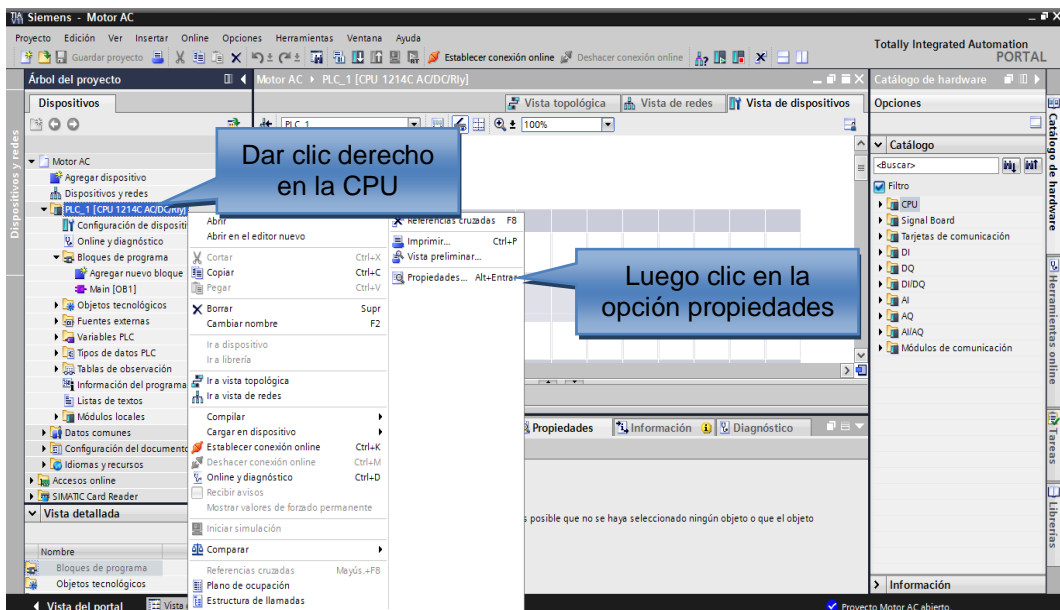 Siemens - Motor AC
Proyecto Edición Ver Insertar Online Opciones Herramientas Ventana Ayuda
Guardar proyecto Establecer conexión online Deshacer conexión online
Totally Integrated Automation
PORTAL
Árbol del proyecto
Motor AC PLC_1 [CPU 1214C AC/DC/Rly]
Catálogo de hardware
Dispositivos
Vista topológica Vista de redes Vista de dispositivos
Opciones
PLC_1 100%
Dispositivos y redes
Motor AC
Agregar dispositivo
Dispositivos y redes
PLC_1 [CPU 1214C AC/DC/Rly]
Configuración de dispositi
Online y diagnóstico
Bloques de programa
Agregar nuevo bloque
Main [OB1]
Objetos tecnológicos
Fuentes externas
Variables PLC
Tipos de datos PLC
Tablas de observación
Información del programa
Listas de textos
Módulos locales
Datos comunes
Configuración del documento
Idiomas y recursos
Accesos online
SIMATIC Card Reader
Vista detallada
Nombre
Bloques de programa
Objetos tecnológicos
Dar clic derecho
en la CPU
Abrir
Abrir en el editor nuevo
Cortar Ctrl+X
Copiar Ctrl+C
Pegar Ctrl+V
Borrar Supr
Cambiar nombre F2
Ir a dispositivo
Ir a librería
Ir a vista topológica
Ir a vista de redes
Compilar
Cargar en dispositivo
Establecer conexión online Ctrl+K
Deshacer conexión online Ctrl+M
Online y diagnóstico Ctrl+D
Recibir avisos
Mostrar valores de forzado permanente
Iniciar simulación
Comparar
Referencias cruzadas Mayús.+F8
Plano de ocupación
Estructura de llamadas
Referencias cruzadas F8
Imprimir... Ctrl+P
Vista preliminar...
Propiedades... Alt+Entrar
Luego clic en la
opción propiedades
Propiedades Información Diagnóstico
s posible que no se haya seleccionado ningún objeto o que el objeto
Catálogo
<Buscar>
Filtro
CPU
Signal Board
Tarjetas de comunicación
DI
DQ
DI/DQ
AI
AQ
AI/AQ
Módulos de comunicación
Información
Catálogo de hardware
Herramientas online
Tareas
Librerías
Vista del portal Vista
Proyecto Motor AC abierto